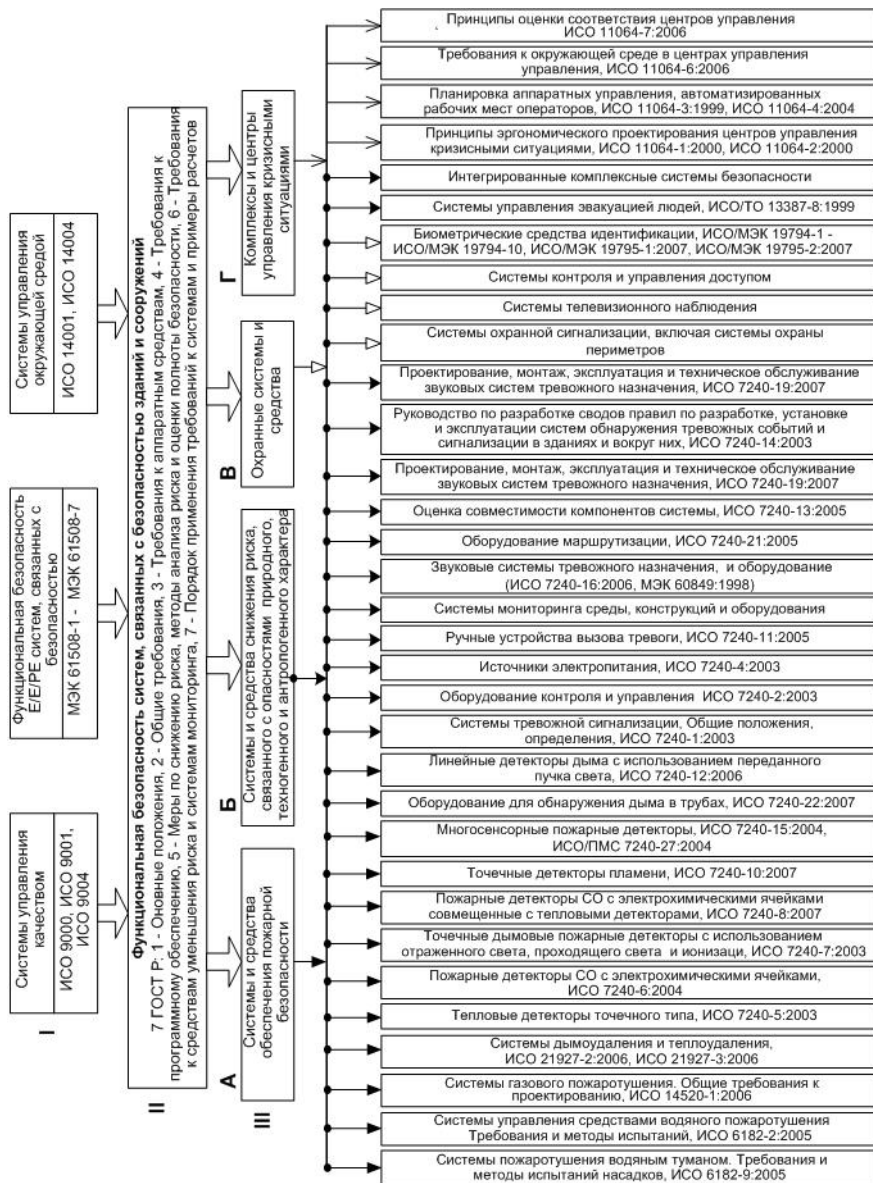 I
Системы управления
качеством
ИСО 9000, ИСО 9001,
ИСО 9004
Функциональная
безопасность
Е/Е/РЕ систем, связанных с
безопасностью
МЭК 61508-1 - МЭК 61508-7
Системы управления
окружающей средой
ИСО 14001, ИСО 14004
II
Функциональная безопасность систем, связанных с безопасностью зданий и сооружений
7 ГОСТ Р: 1 - Оновные положения, 2 - Общие требования, 3 - Требования к аппаратным средствам, 4 - Требования к
программному обеспечению, 5 - Меры по снижению риска, методы анализа риска и оценки полноты безопасности, 6 - Требования
к средствам уменьшения риска и системам мониторинга, 7 - Порядок применения требований к системам и примеры расчетов
III
А
Системы и средства
обеспечения пожарной
безопасности
Б
Системы и средства снижения риска,
связанного с опасностями природного,
техногенного и антропогенного характера
В
Охранные системы и
средства
Г
Комплексы и центры
управления кризисными
ситуациями
Принципы оценки соответствия центров управления
ИСО 11064-7:2006
Требования к окружающей среде в центрах управления
управления, ИСО 11064-6:2006
Планировка аппаратных управления, автоматизированных
рабочих мест операторов, ИСО 11064-3:1999, ИСО 11064-4:2004
Принципы эргономического проектирования центров управления
кризисными ситуациями, ИСО 11064-1:2000, ИСО 11064-2:2000
Интегрированные комплексные системы безопасности
Системы управления эвакуацией людей, ИСО/ТО 13387-8:1999
Биометрические средства идентификации, ИСО/МЭК 19794-1 -
ИСО/МЭК 19794-10, ИСО/МЭК 19795-1:2007, ИСО/МЭК 19795-2:2007
Системы контроля и управления доступом
Системы телевизионного наблюдения
Системы охранной сигнализации, включая системы охраны
периметров
Проектирование, монтаж, эксплуатация и техническое обслуживание
звуковых систем тревожного назначения, ИСО 7240-19:2007
Руководство по разработке сводов правил по разработке, установке
и эксплуатации систем обнаружения тревожных событий и
сигнализации в зданиях и вокруг них, ИСО 7240-14:2003
Проектирование, монтаж, эксплуатация и техническое обслуживание
звуковых систем тревожного назначения, ИСО 7240-19:2007
Оценка совместимости компонентов системы, ИСО 7240-13:2005
Оборудование маршрутизации, ИСО 7240-21:2005
Звуковые системы тревожного назначения, и оборудование
(ИСО 7240-16:2006, МЭК 60849:1998)
Системы мониторинга среды, конструкций и оборудования
Ручные устройства вызова тревоги, ИСО 7240-11:2005
Источники электропитания, ИСО 7240-4:2003
Оборудование контроля и управления ИСО 7240-2:2003
Системы тревожной сигнализации, Общие положения,
определения, ИСО 7240-1:2003
Линейные детекторы дыма с использованием переданного
пучка света, ИСО 7240-12:2006
Оборудование для обнаружения дыма в трубах, ИСО 7240-22:2007
Многосенсорные пожарные детекторы, ИСО 7240-15:2004,
ИСО/ПМС 7240-27:2004
Точечные детекторы пламени, ИСО 7240-10:2007
Пожарные детекторы СО с электрохимическими ячейками
совмещенные с тепловыми детекторами, ИСО 7240-8:2007
Точечные дымовые пожарные детекторы с использованием
отраженного света, проходящего света и ионизаци, ИСО 7240-7:2003
Пожарные детекторы СО с электрохимическими ячейками,
ИСО 7240-6:2004
Тепловые детекторы точечного типа, ИСО 7240-5:2003
Системы дымоудаления и теплоудаления,
ИСО 21927-2:2006, ИСО 21927-3:2006
Системы газового пожаротушения. Общие требования к
проектированию, ИСО 14520-1:2006
Системы управления средствами водяного пожаротушения
Требования и методы испытаний, ИСО 6182-2:2005
Системы пожаротушения водяным туманом. Требования и
методы испытаний насадков, ИСО 6182-9:2005